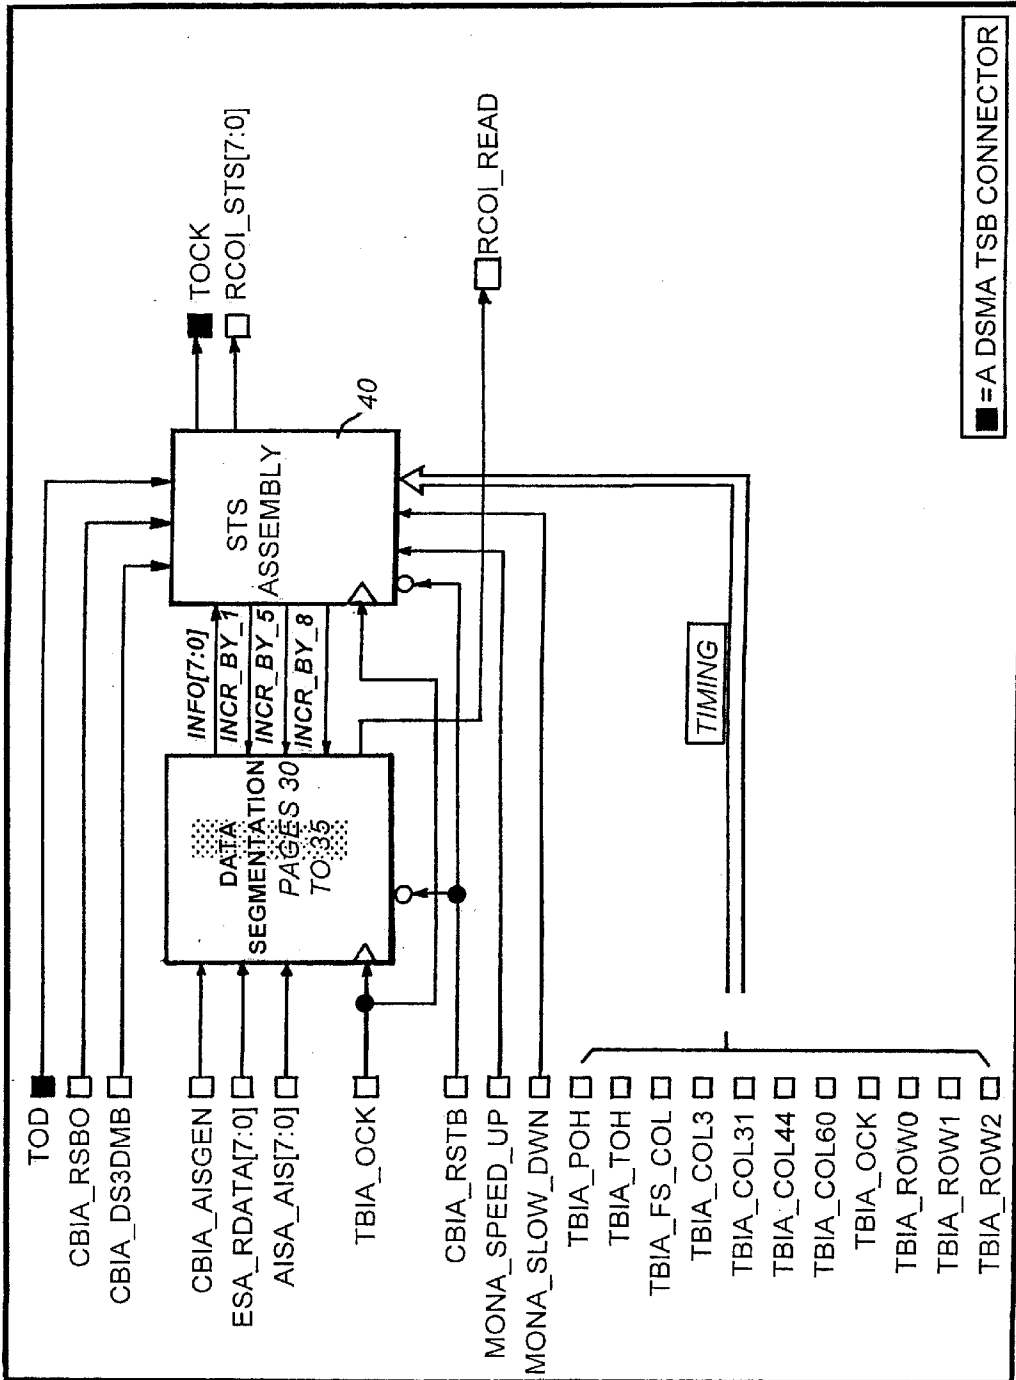 TOD
CBIA_RSBO
CBIA_DS3DMB
CBIA_AISGEN
ESA_RDATA[7:0]
AISA_AIS[7:0]
TBIA_OCK
CBIA_RSTB
MONA_SPEED_UP
MONA_SLOW_DWN
TBIA_POH
TBIA_TOH
TBIA_FS_COL
TBIA_COL3
TBIA_COL31
TBIA_COL44
TBIA_COL60
TBIA_OCK
TBIA_ROW0
TBIA_ROW1
TBIA_ROW2
DATA
SEGMENTATION
PAGES 30
TO 35
INFO[7:0]
INCR_BY_1
INCR_BY_5
INCR_BY_8
STS
ASSEMBLY
40
TIMING
TOCK
RCOI_STS[7:0]
RCOI_READ
= A DSMA TSB CONNECTOR